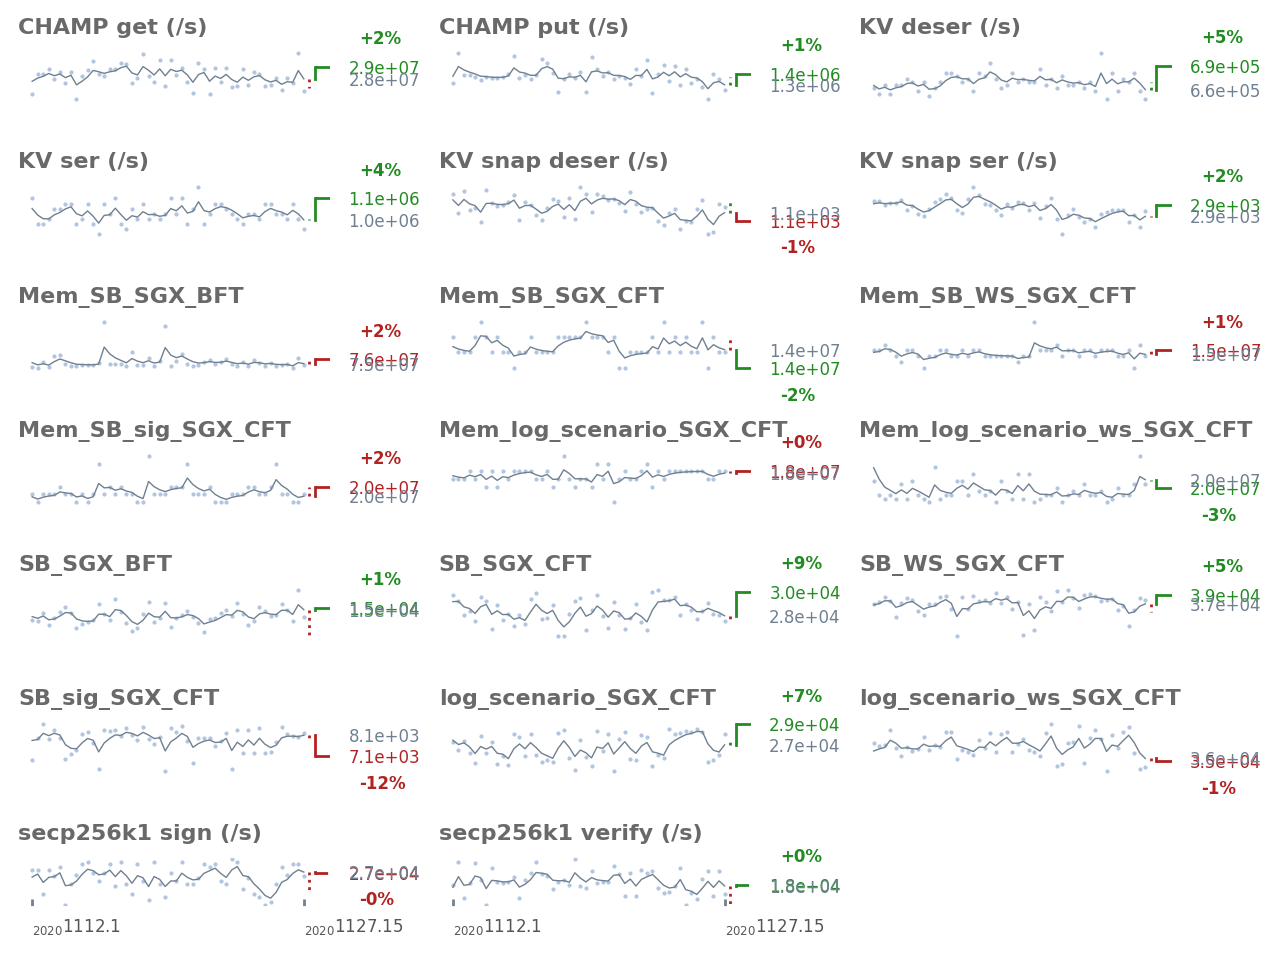 CHAMP get (/s)
+2%
2.9e+07
2.8e+07
CHAMP put (/s)
+1%
1.4e+06
1.3e+06
KV deser (/s)
+5%
6.9e+05
6.6e+05
KV ser (/s)
+4%
1.1e+06
1.0e+06
KV snap deser (/s)
1.1e+03
1.1e+03
-1%
KV snap ser (/s)
+2%
2.9e+03
2.9e+03
Mem_SB_SGX_BFT
+2%
7.6e+07
7.5e+07
Mem_SB_SGX_CFT
1.4e+07
1.4e+07
-2%
Mem_SB_WS_SGX_CFT
+1%
1.5e+07
1.5e+07
Mem_SB_sig_SGX_CFT
+2%
2.0e+07
2.0e+07
Mem_log_scenario_SGX_CFT
+0%
1.8e+07
1.8e+07
Mem_log_scenario_ws_SGX_CFT
2.0e+07
2.0e+07
-3%
SB_SGX_BFT
+1%
1.5e+04
1.5e+04
SB_SGX_CFT
+9%
3.0e+04
2.8e+04
SB_WS_SGX_CFT
+5%
3.9e+04
3.7e+04
SB_sig_SGX_CFT
8.1e+03
7.1e+03
-12%
log_scenario_SGX_CFT
+7%
2.9e+04
2.7e+04
log_scenario_ws_SGX_CFT
3.6e+04
3.5e+04
-1%
secp256k1 sign (/s)
2.7e+04
2.7e+04
-0%
secp256k1 verify (/s)
+0%
1.8e+04
1.8e+04
20201112.1
20201127.15
20201112.1
20201127.15